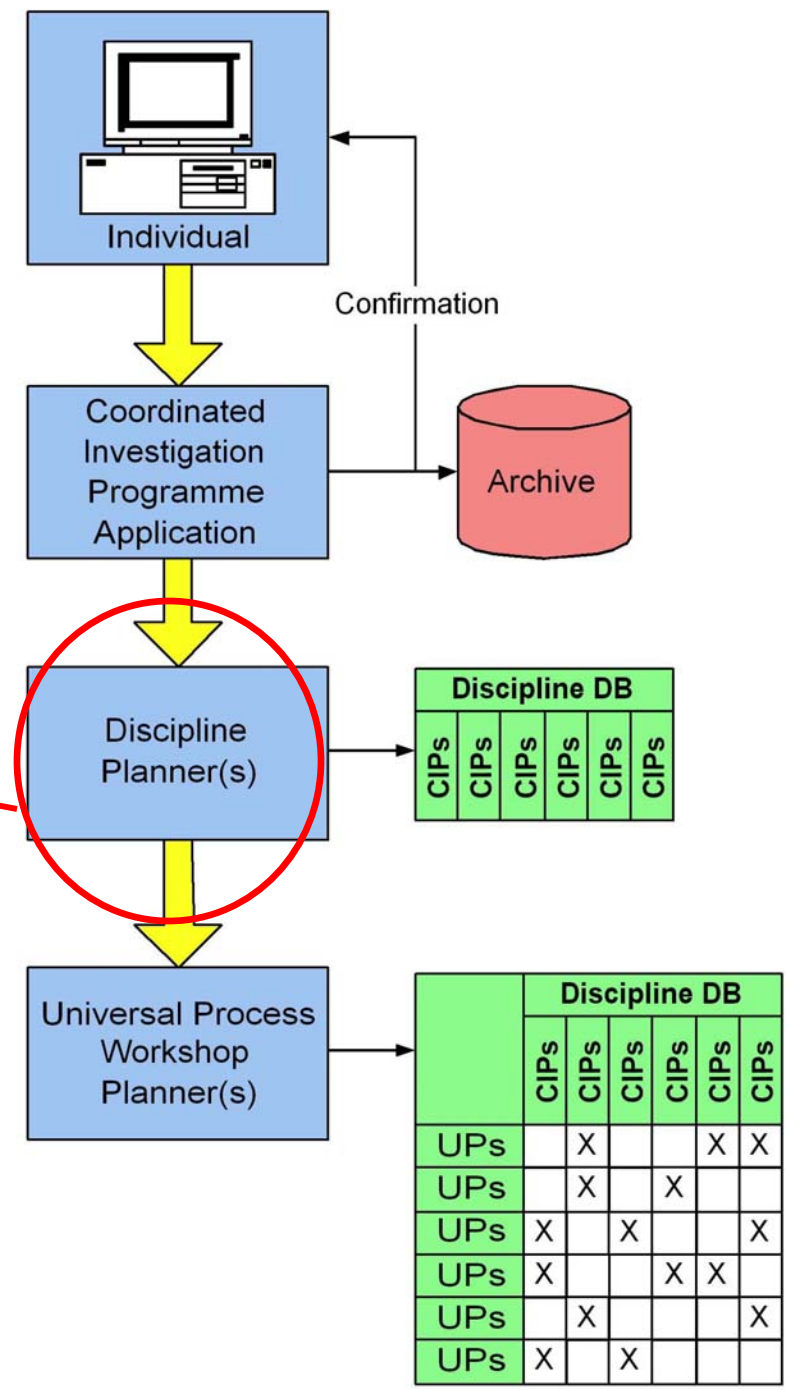 Individual
Confirmation
Coordinated
Investigation
Programme
Application
Archive
Discipline
Planner(s)
Discipline DB
CIPs CIPs CIPs CIPs CIPs CIPs
Universal Process
Workshop
Planner(s)
Discipline DB
CIPs CIPs CIPs CIPs CIPs CIPs
UPs X X X
UPs X X
UPs X X X
UPs X X X
UPs X X
UPs X X